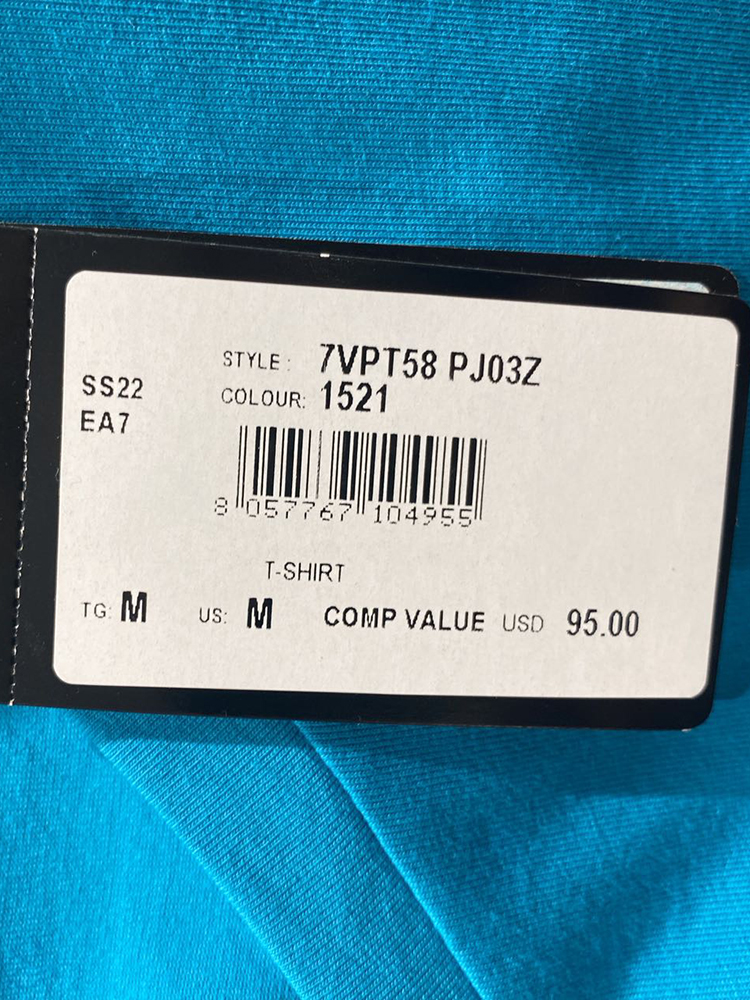 STYLE : 7VPT58 PJ03Z
SS22 COLOUR: 1521
EA7
8 057767 104955
T-SHIRT
TG: M US: M COMP VALUE USD 95.00